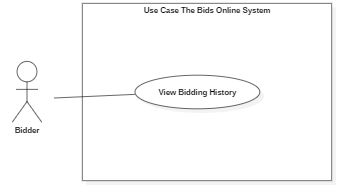 Use Case The Bids Online System
View Bidding History
Bidder